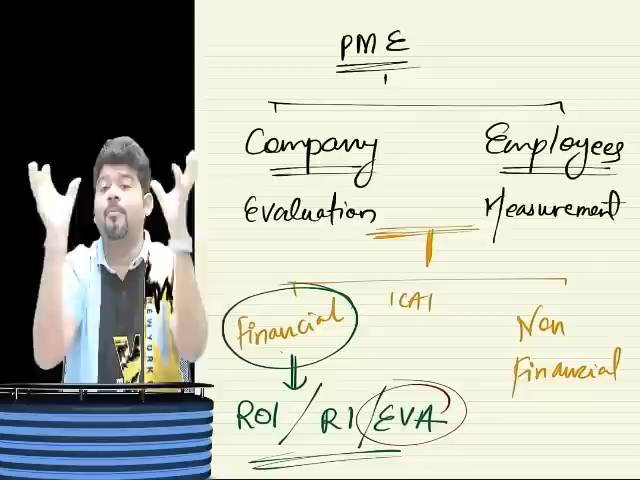 PME
Company Employees
Evaluation Measurement
ICAI
Financial Non
Financial
ROI / RI / EVA
NEW YORK